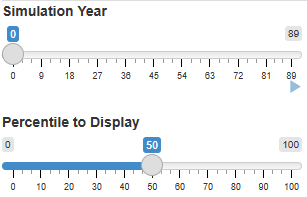 Simulation Year
0 89
0 9 18 27 36 45 54 63 72 81 89
Percentile to Display
0 50 100
0 10 20 30 40 50 60 70 80 90 100